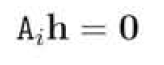 Aᵢh = 0